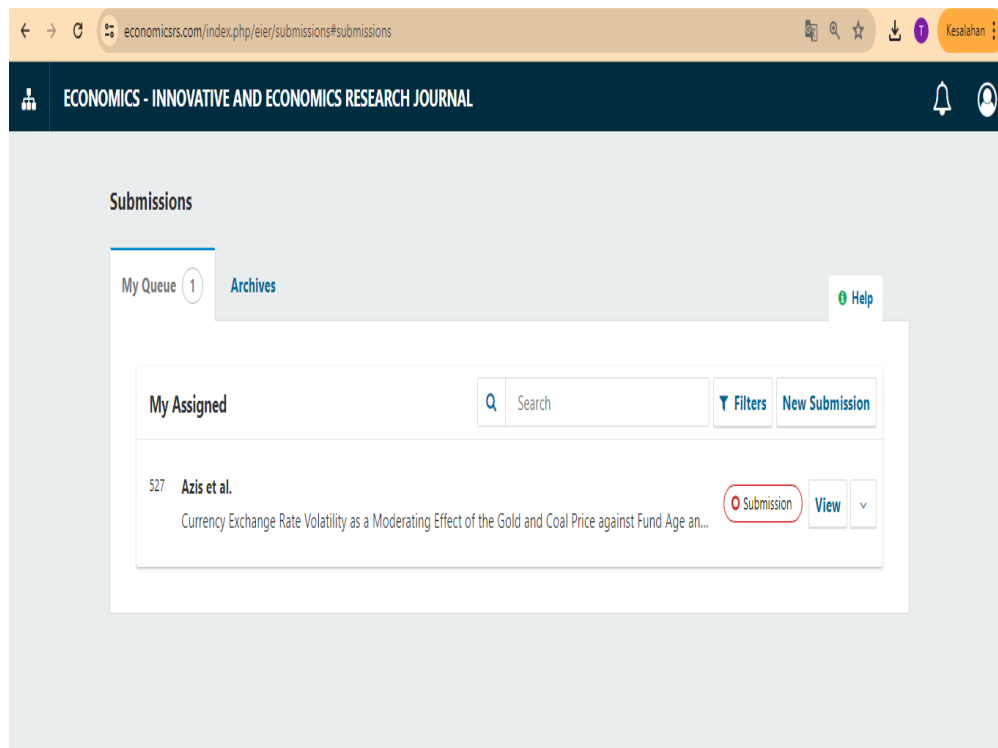 economicsrs.com/index.php/eier/submissions#submissions
T
Kesalahan
ECONOMICS - INNOVATIVE AND ECONOMICS RESEARCH JOURNAL
Submissions
My Queue 1
Archives
Help
My Assigned
Search
Filters
New Submission
527 Azis et al.
Submission
View
Currency Exchange Rate Volatility as a Moderating Effect of the Gold and Coal Price against Fund Age an...